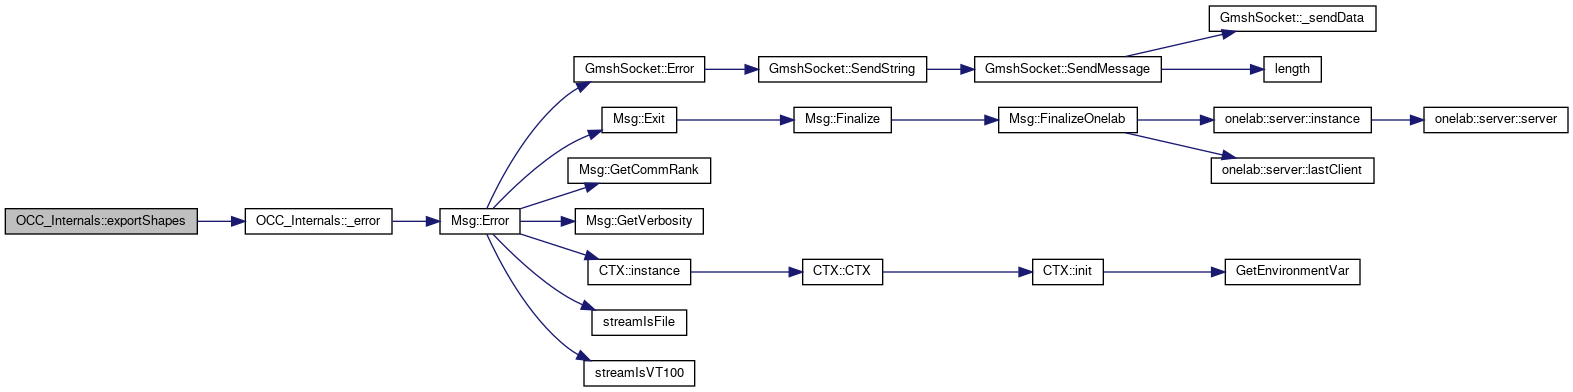 GmshSocket::_sendData
GmshSocket::Error
GmshSocket::SendString
GmshSocket::SendMessage
length
Msg::Exit
Msg::Finalize
Msg::FinalizeOnelab
onelab::server::instance
onelab::server::server
Msg::GetCommRank
onelab::server::lastClient
OCC_Internals::exportShapes
OCC_Internals::_error
Msg::Error
Msg::GetVerbosity
CTX::instance
CTX::CTX
CTX::init
GetEnvironmentVar
streamIsFile
streamIsVT100